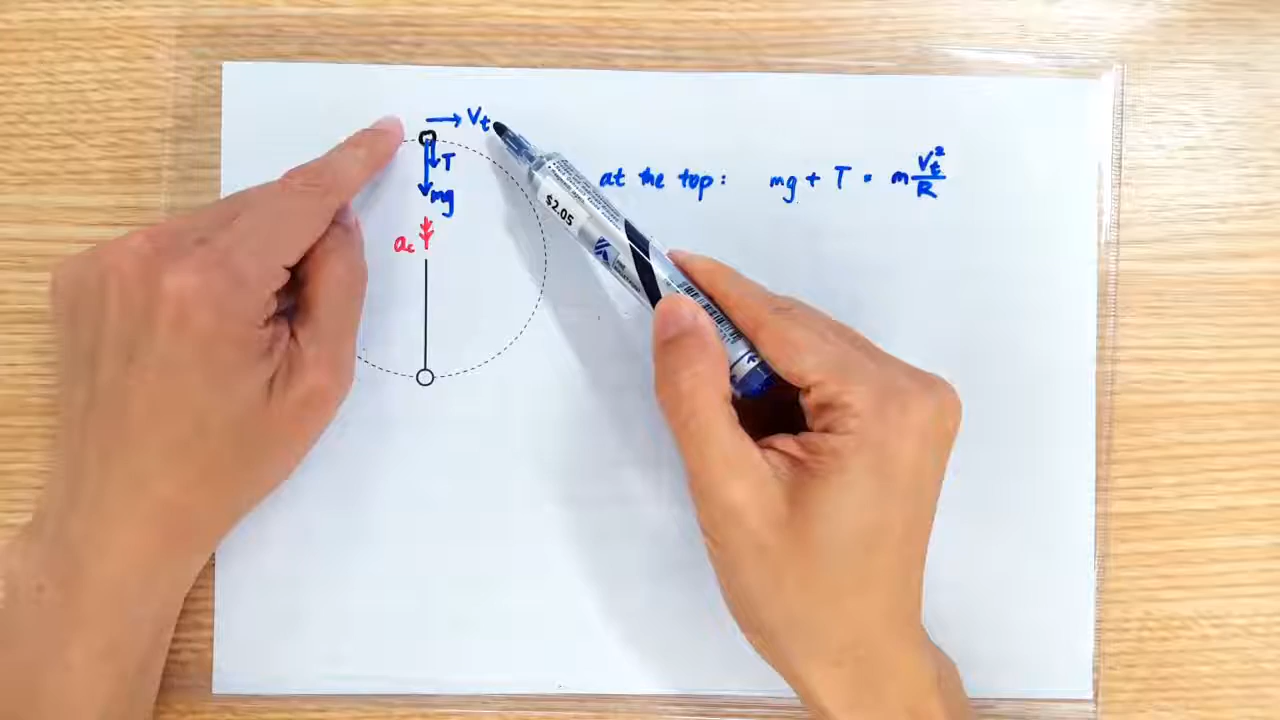 Vt
T
mg
ac
at the top: mg + T = m Vt²/R
$2.05